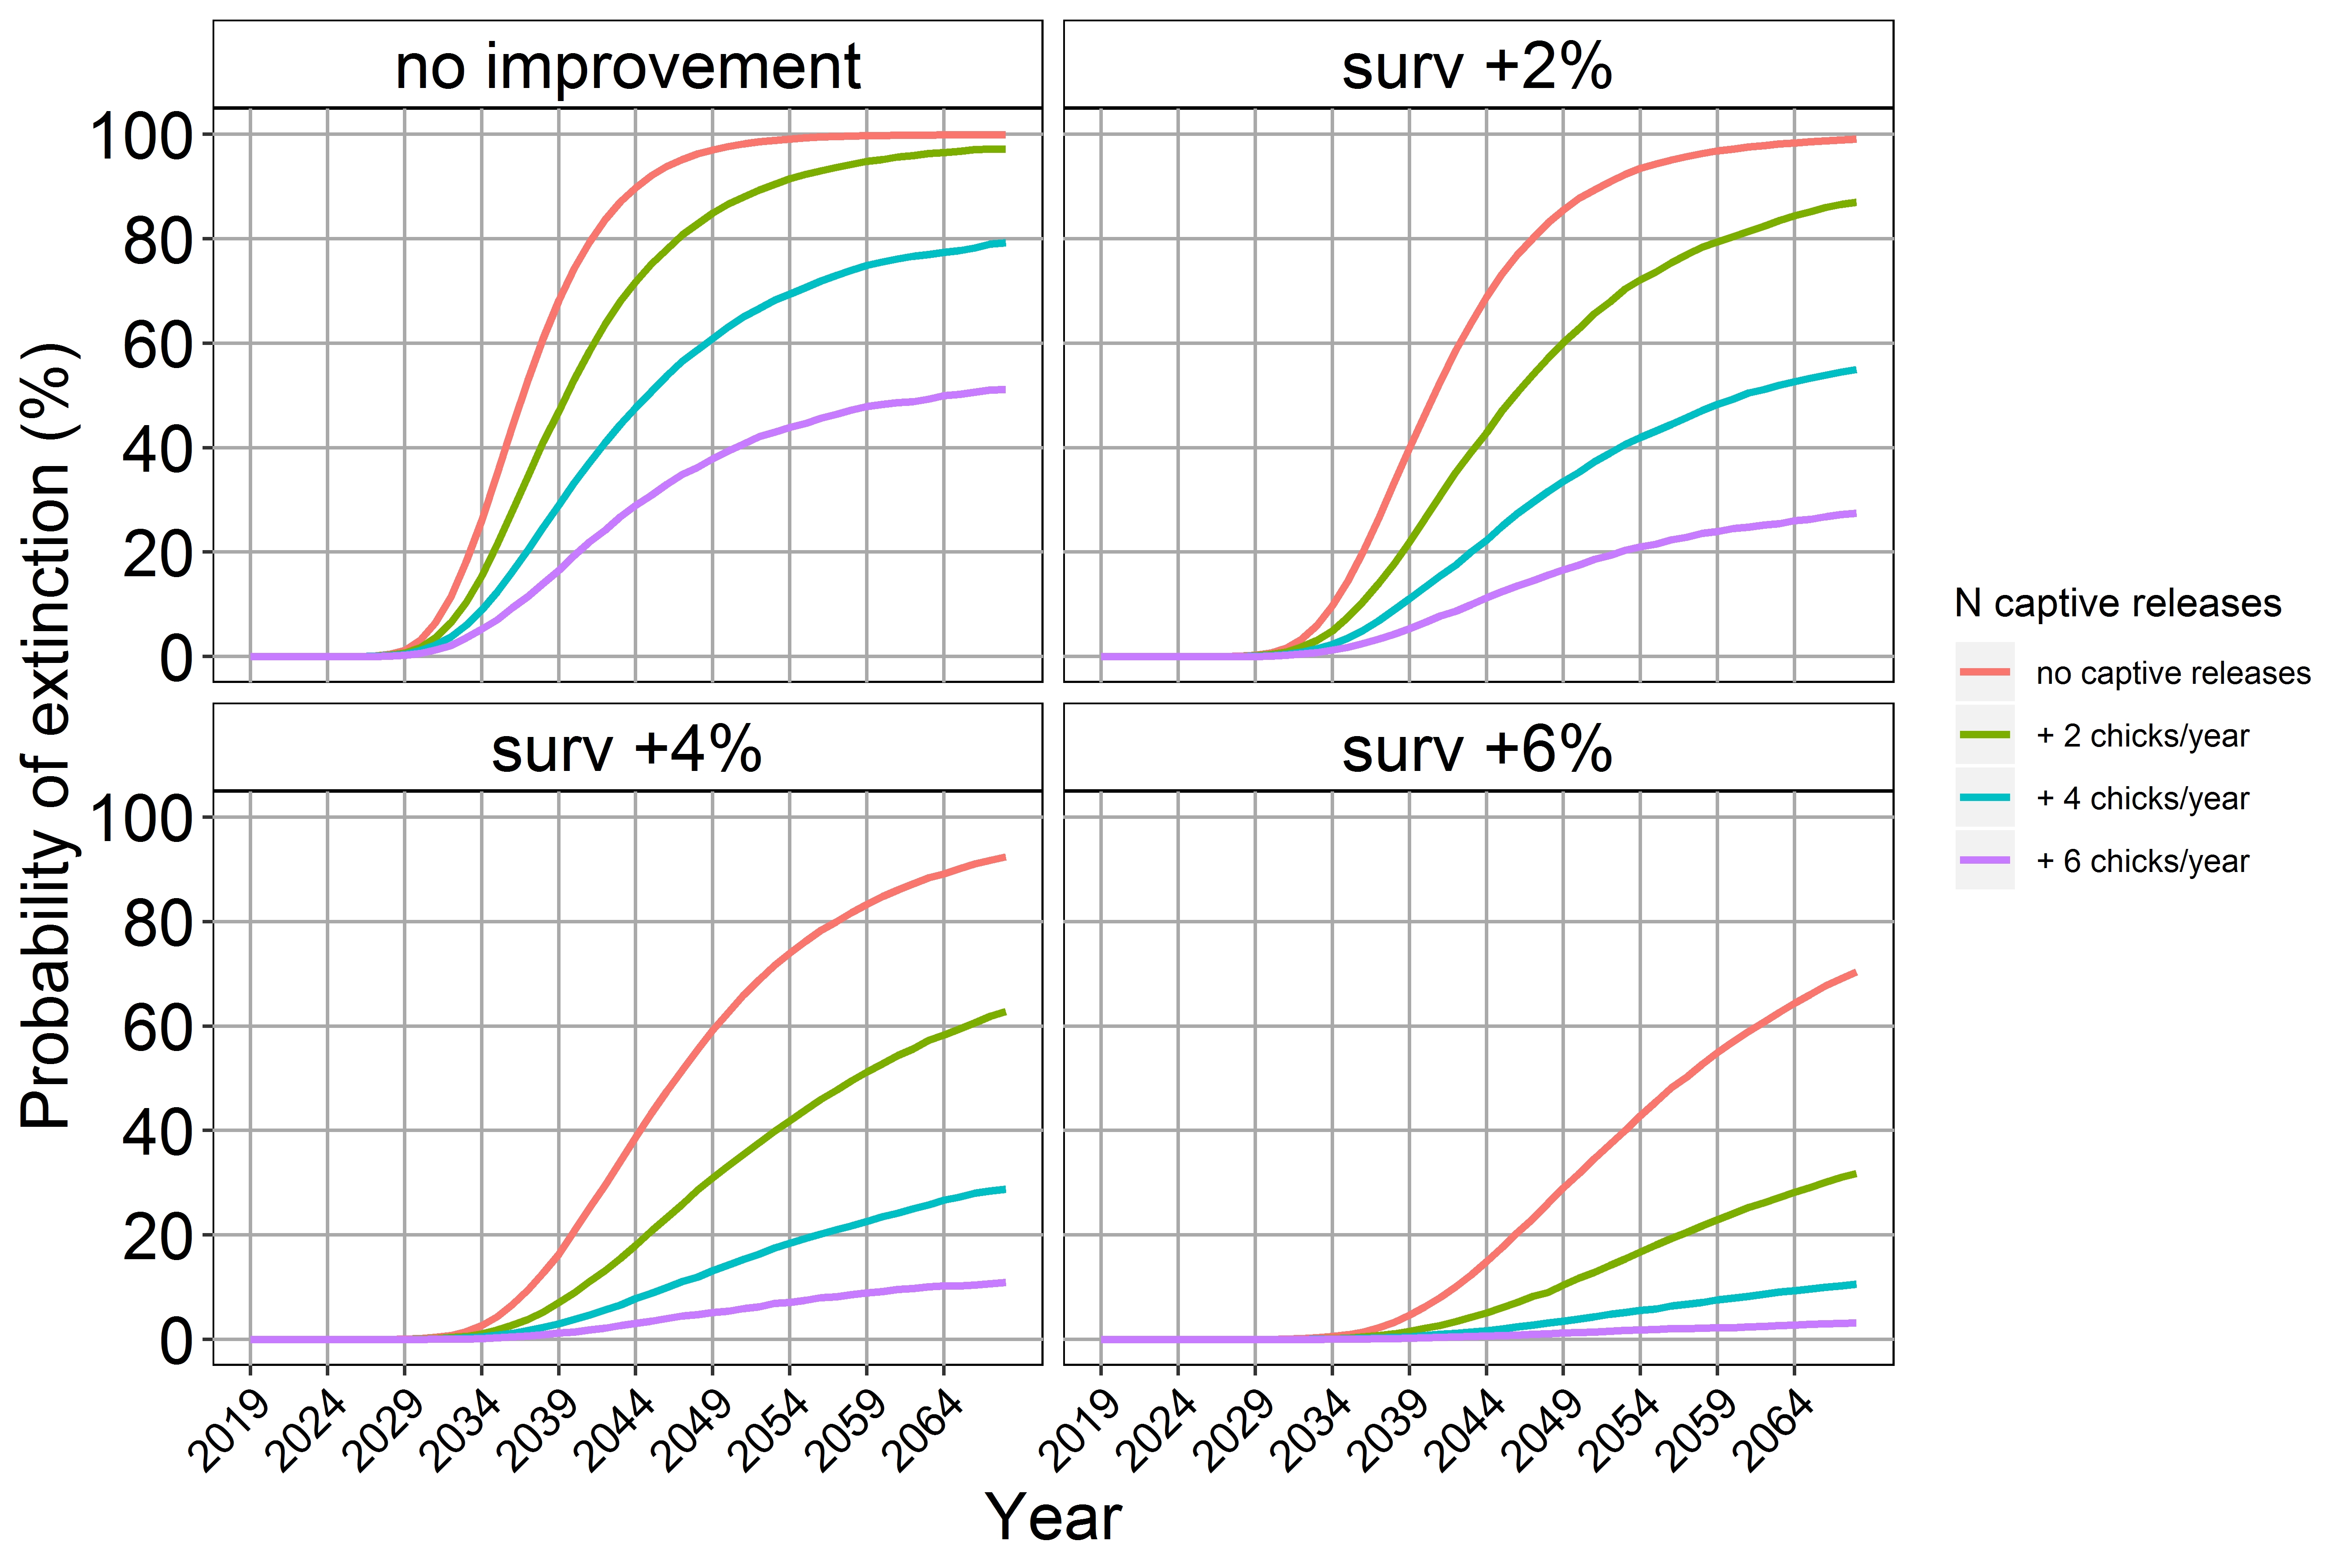 no improvement
surv +2%
100
80
60
40
20
0
surv +4%
surv +6%
100
80
60
40
20
0
Probability of extinction (%)
2019 2024 2029 2034 2039 2044 2049 2054 2059 2064
2019 2024 2029 2034 2039 2044 2049 2054 2059 2064
Year
N captive releases
no captive releases
+ 2 chicks/year
+ 4 chicks/year
+ 6 chicks/year